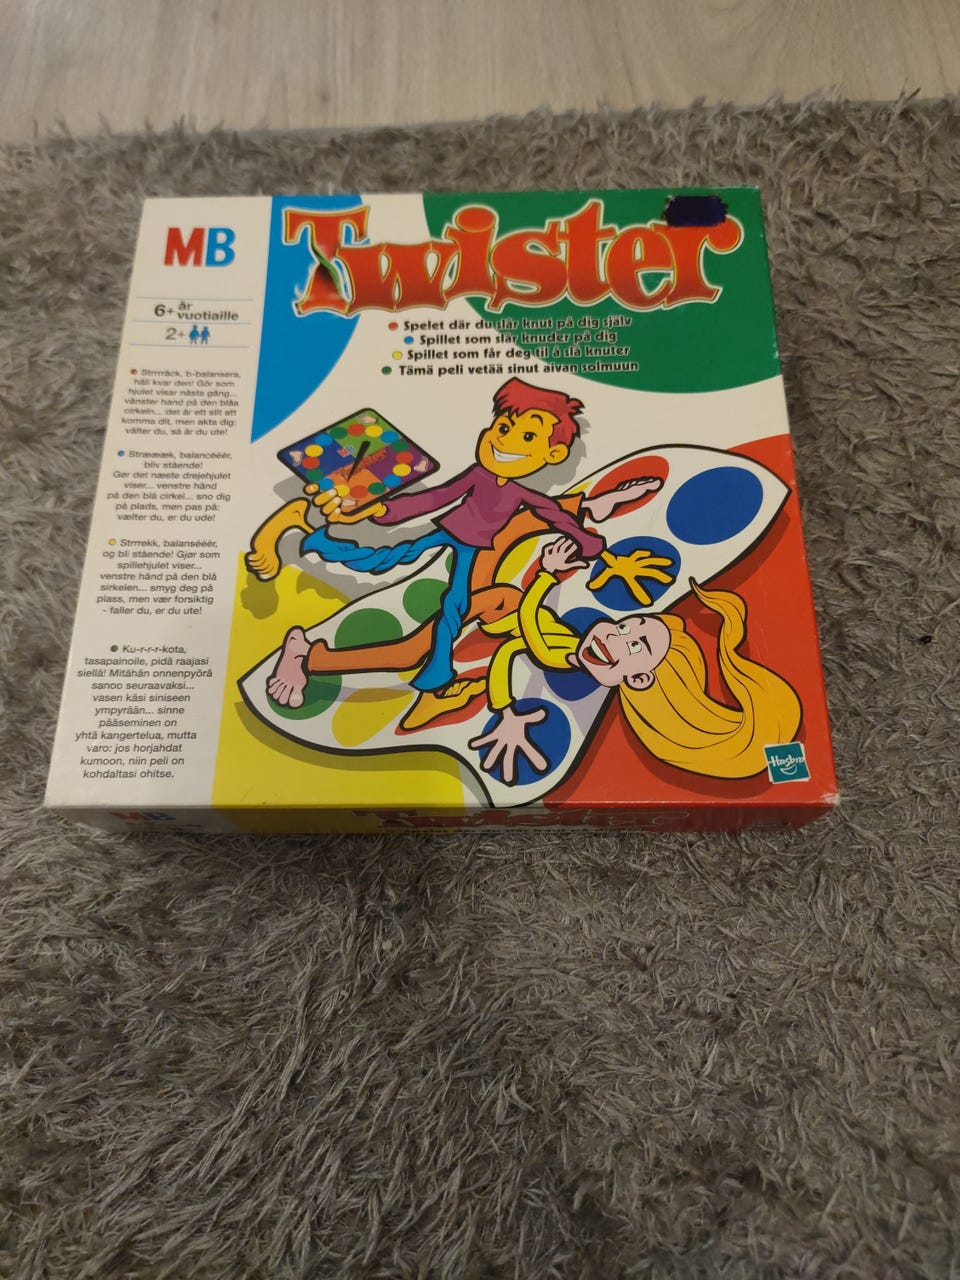 MB
Twister
6+ år
vuotiaille
2+
Spelet där du slår knut på dig själv
Spillet som slår knuder på dig
Spillet som får deg til å slå knuter
Tämä peli vetää sinut aivan solmuun
Strrräck, b-balansera,
håll kvar den! Gör som
hjulet visar nästa gång...
vänster hand på den blåa
cirkeln... det är ett slit att
komma dit, men akta dig:
välter du, så är du ute!
Strææææk, balancééér,
bliv stående!
Gør det næste drejehjulet
viser... venstre hånd
på den blå cirkel... sno dig
på plads, men pas på:
vælter du, er du ude!
Strrrekk, balansééér,
og bli stående! Gjør som
spillehjulet viser...
venstre hånd på den blå
sirkelen... smyg deg på
plass, men vær forsiktig
- faller du, er du ute!
Ku-r-r-r-kota,
tasapainoile, pidä raajasi
siellä! Mitähän onnenpyörä
sanoo seuraavaksi...
vasen käsi siniseen
ympyrään... sinne
pääseminen on
yhtä kangertelua, mutta
varo: jos horjahdat
kumoon, niin peli on
kohdaltasi ohitse.
MB
Hasbro
MB
Twister